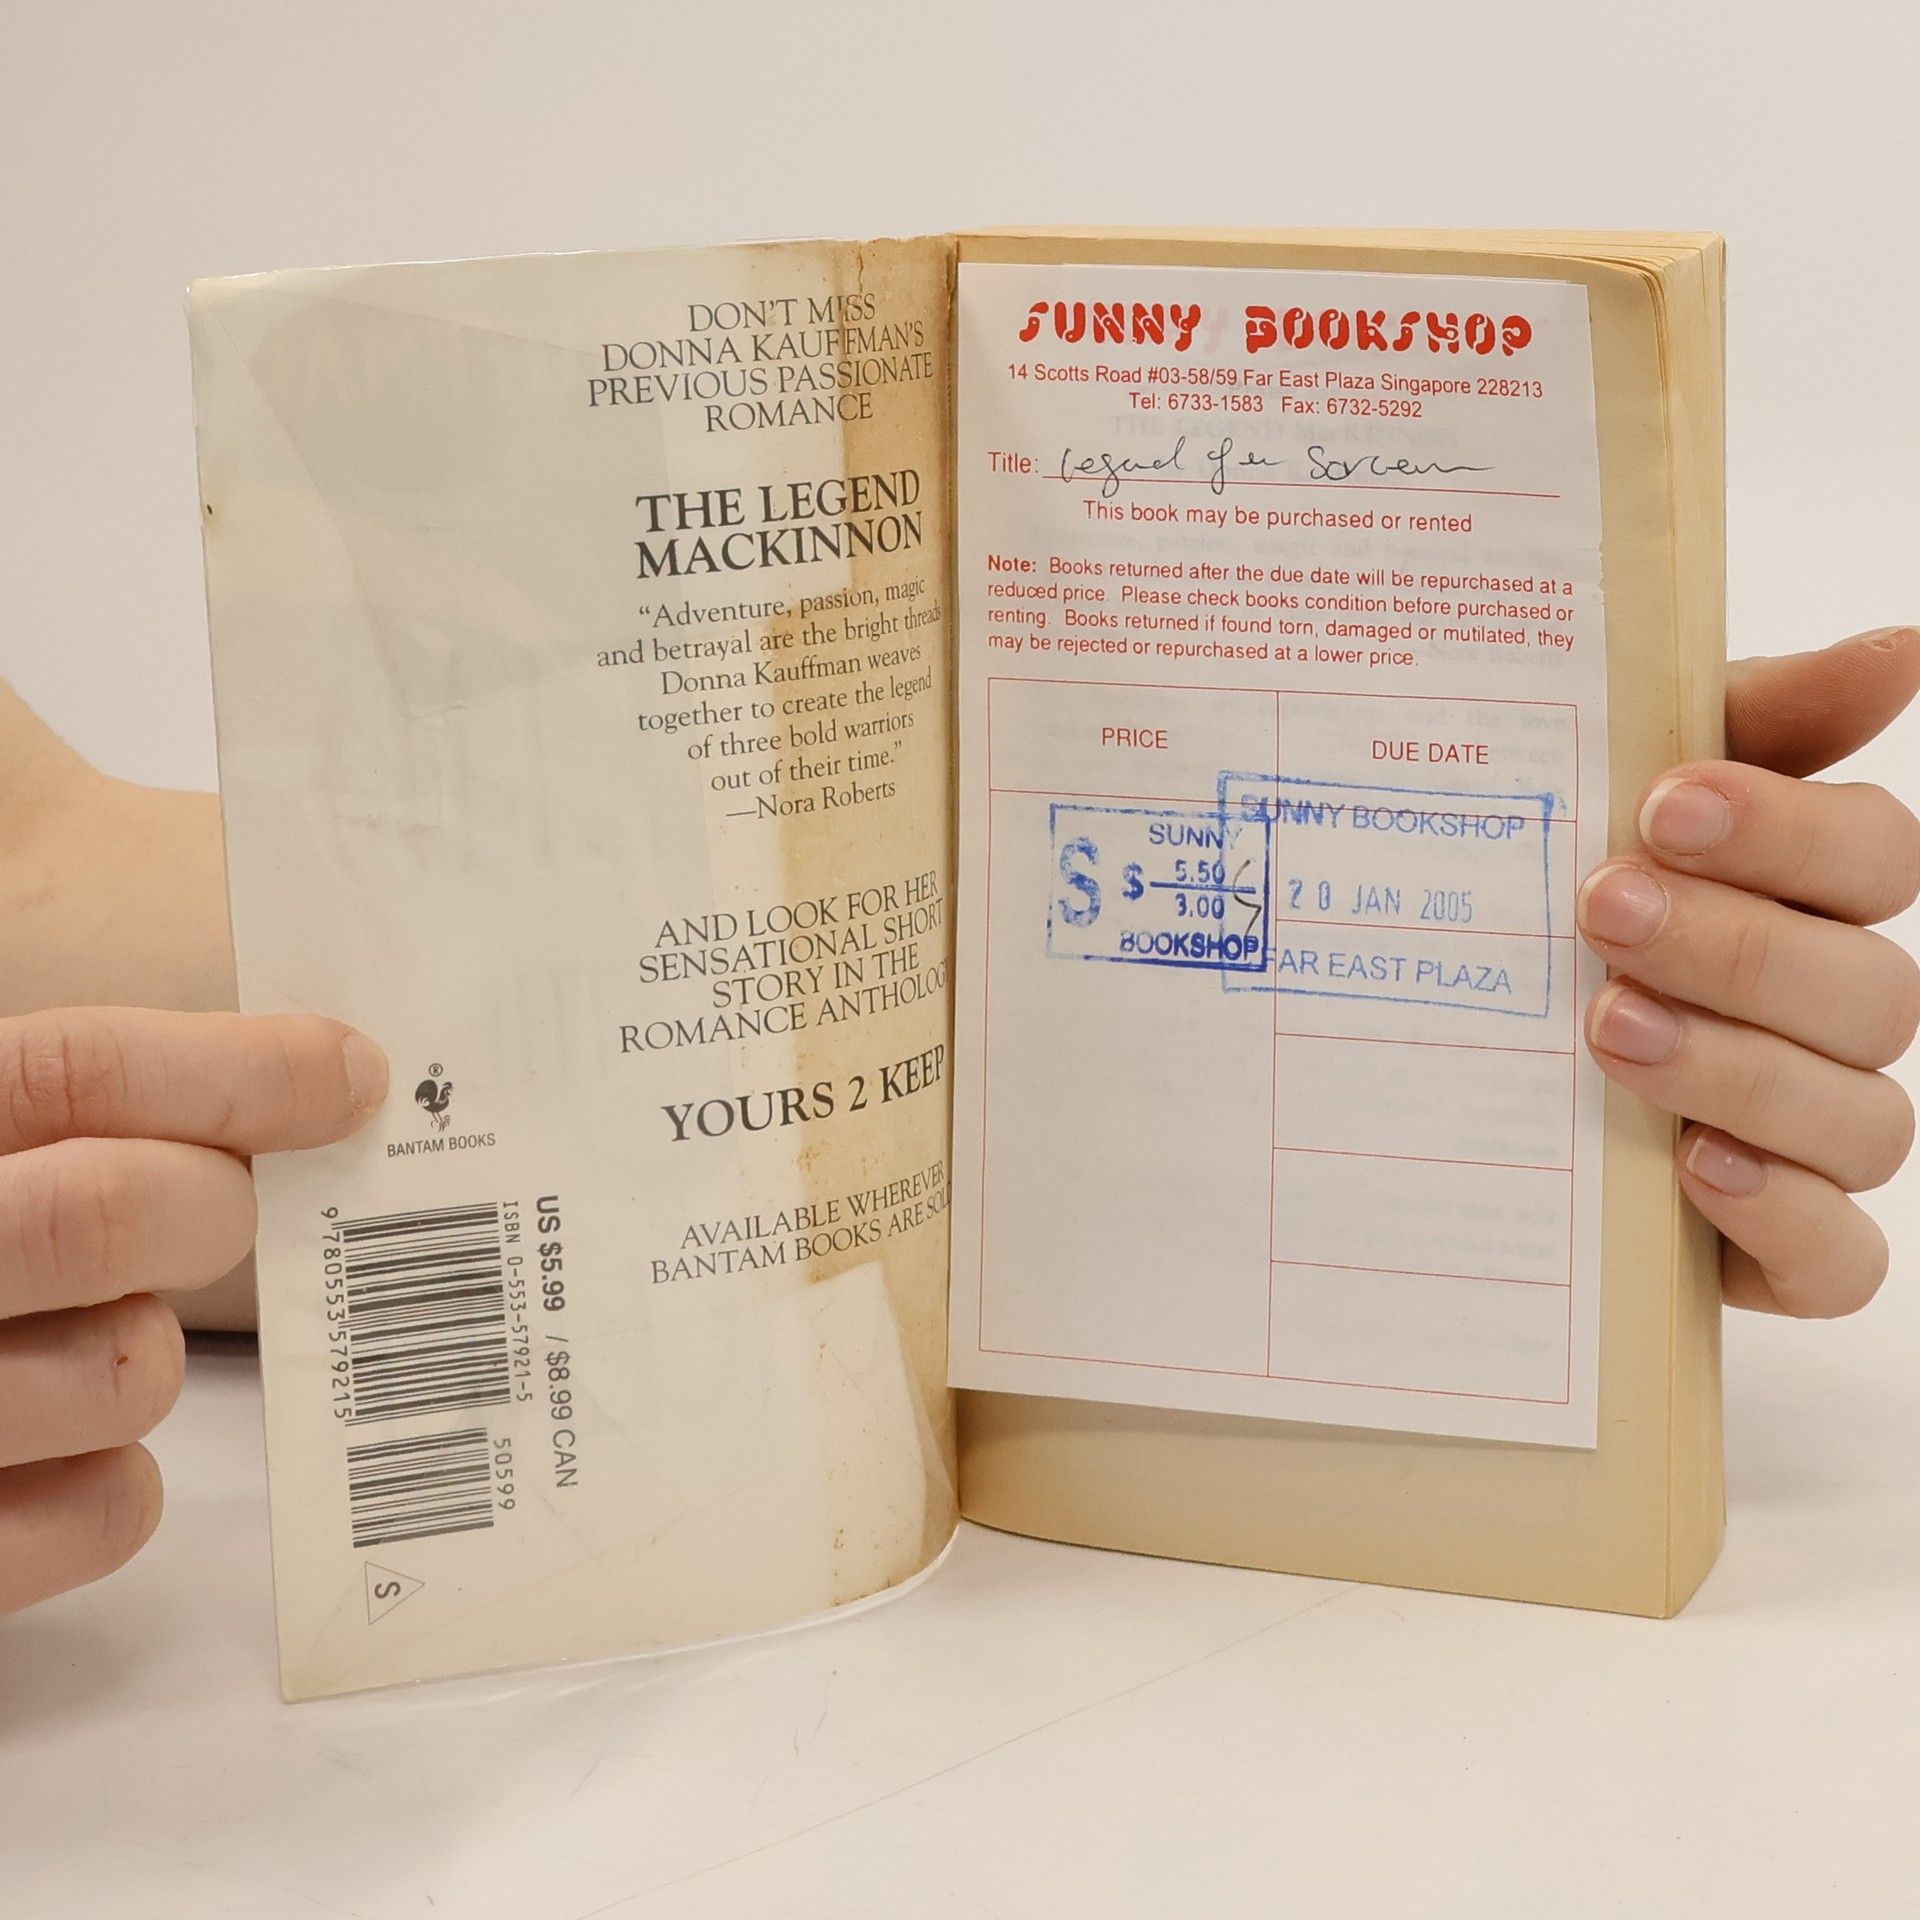 DON'T MISS
DONNA KAUFFMAN'S
PREVIOUS PASSIONATE
ROMANCE
THE LEGEND
MACKINNON
“Adventure, passion, magic
and betrayal are the bright threads
Donna Kauffman weaves
together to create the legend
of three bold warriors
out of their time.”
—Nora Roberts
AND LOOK FOR HER
SENSATIONAL SHORT
STORY IN THE
ROMANCE ANTHOLOGY
YOURS 2 KEEP
AVAILABLE WHEREVER
BANTAM BOOKS ARE SOLD
®
BANTAM BOOKS
US $5.99 / $8.99 CAN
ISBN 0-553-57921-5
50599
9 780553 579215
S
SUNNY BOOKSHOP
14 Scotts Road #03-58/59 Far East Plaza Singapore 228213
Tel: 6733-1583 Fax: 6732-5292
Title: Legend of
This book may be purchased or rented
Note: Books returned after the due date will be repurchased at a
reduced price. Please check books condition before purchased or
renting. Books returned if found torn, damaged or mutilated, they
may be rejected or repurchased at a lower price.
PRICE
DUE DATE
S
SUNNY
$ 5.50
3.00
BOOKSHOP
SUNNY BOOKSHOP
20 JAN 2005
FAR EAST PLAZA